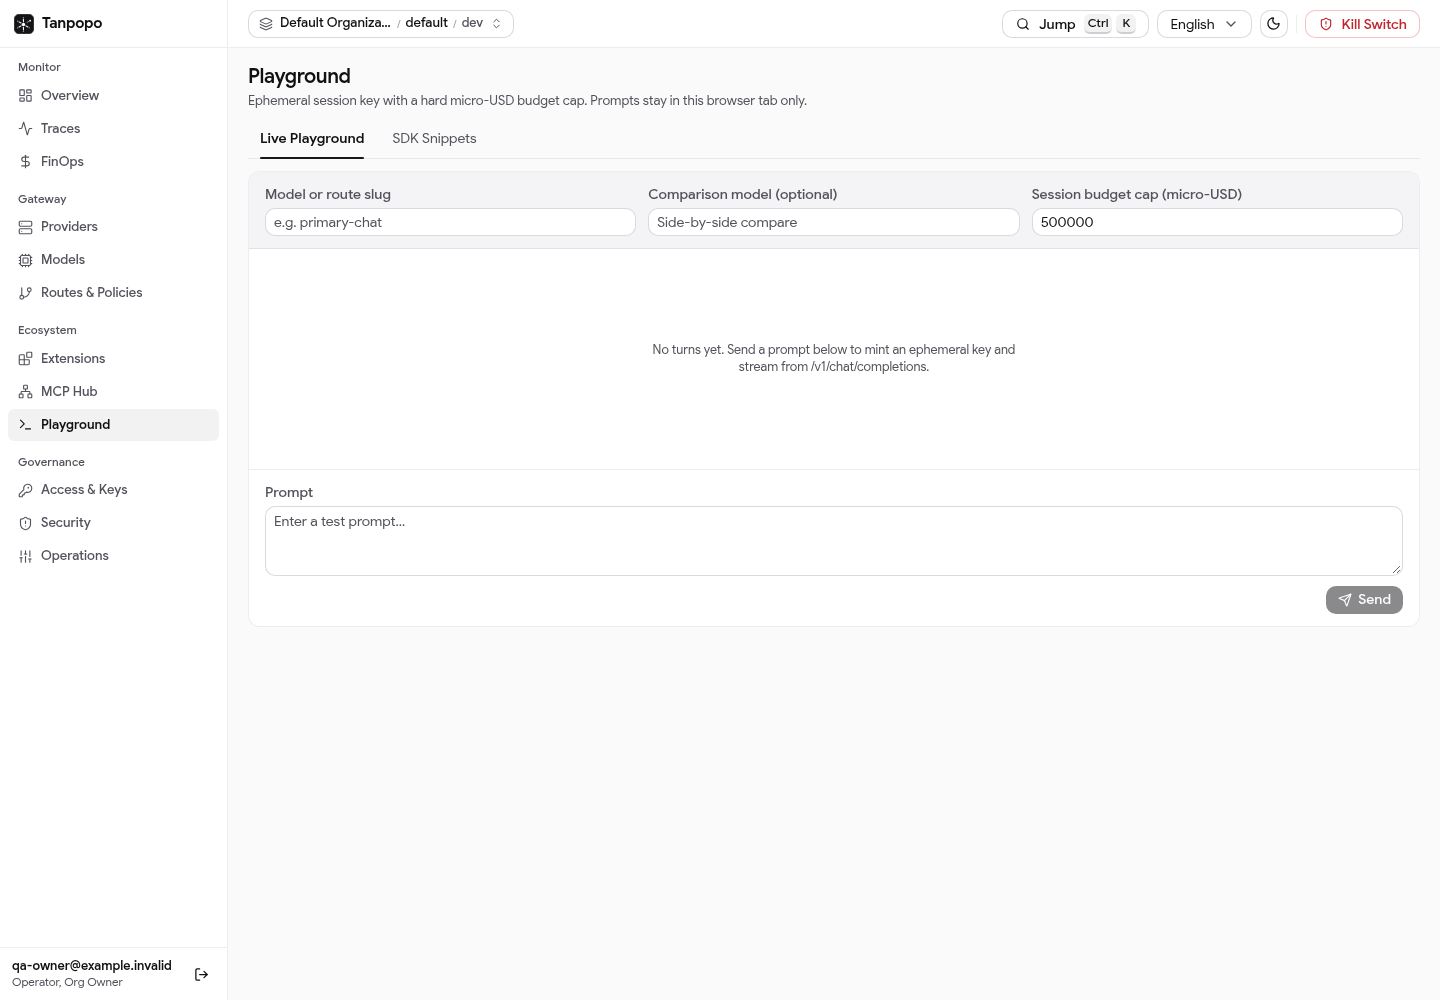 Tanpopo
Default Organiza... / default / dev
Jump Ctrl K
English
Kill Switch
Monitor
Overview
Traces
FinOps
Gateway
Providers
Models
Routes & Policies
Ecosystem
Extensions
MCP Hub
Playground
Governance
Access & Keys
Security
Operations
qa-owner@example.invalid
Operator, Org Owner
Playground
Ephemeral session key with a hard micro-USD budget cap. Prompts stay in this browser tab only.
Live Playground
SDK Snippets
Model or route slug
e.g. primary-chat
Comparison model (optional)
Side-by-side compare
Session budget cap (micro-USD)
500000
No turns yet. Send a prompt below to mint an ephemeral key and
stream from /v1/chat/completions.
Prompt
Enter a test prompt...
Send